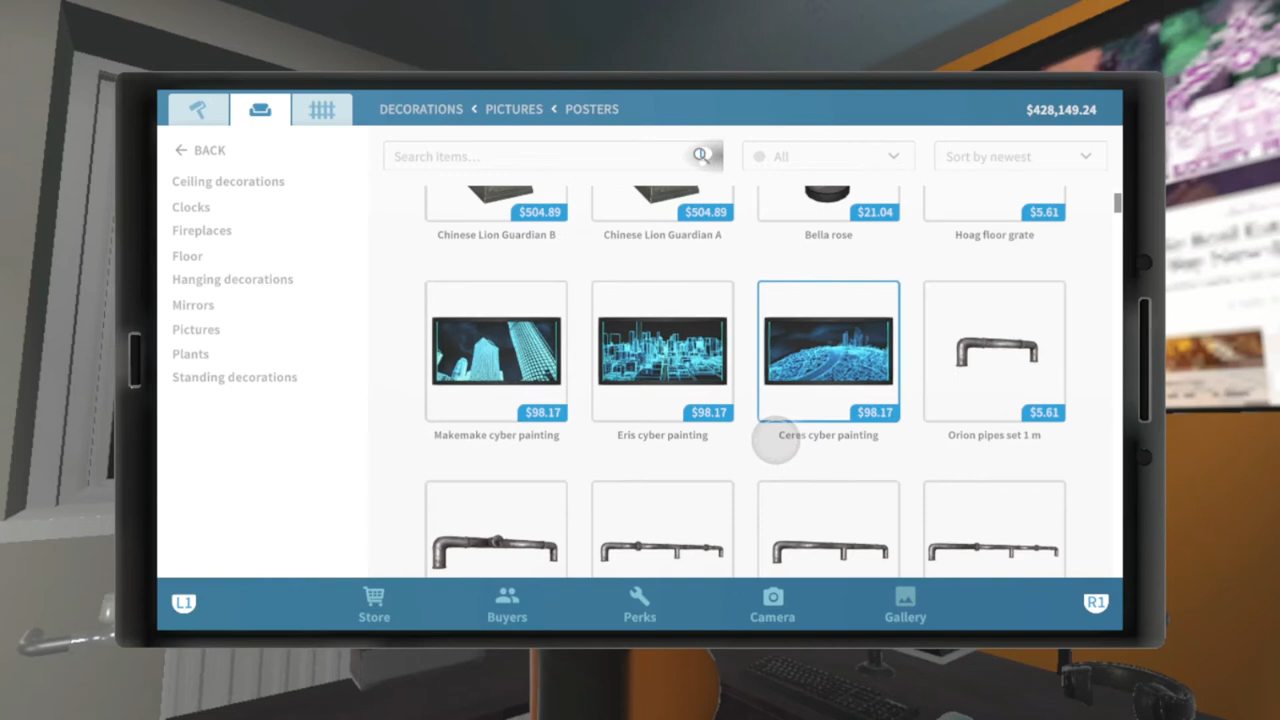 DECORATIONS < PICTURES < POSTERS
$428,149.24
BACK
Search items...
All
Sort by newest
Ceiling decorations
Clocks
Fireplaces
Floor
Hanging decorations
Mirrors
Pictures
Plants
Standing decorations
$504.89
$504.89
$21.04
$5.61
Chinese Lion Guardian B
Chinese Lion Guardian A
Bella rose
Hoag floor grate
$98.17
$98.17
$98.17
$5.61
Makemake cyber painting
Eris cyber painting
Ceres cyber painting
Orion pipes set 1 m
L1
Store
Buyers
Perks
Camera
Gallery
R1